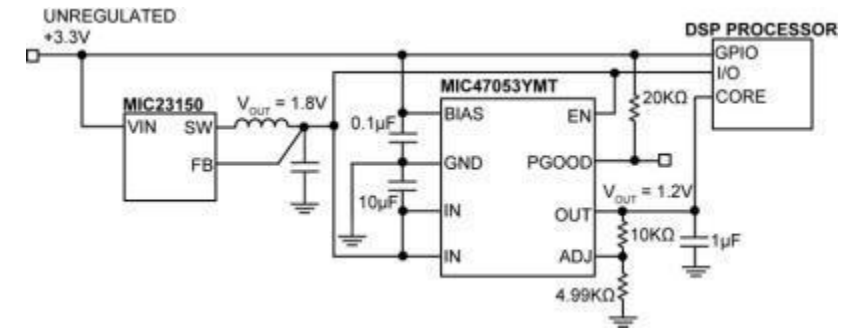 UNREGULATED
+3.3V
DSP PROCESSOR
GPIO
I/O
CORE
MIC23150
VIN
SW
FB
VOUT = 1.8V
MIC47053YMT
BIAS
GND
IN
IN
EN
PGOOD
OUT
ADJ
0.1µF
10µF
20KΩ
VOUT = 1.2V
10KΩ
1µF
4.99KΩ